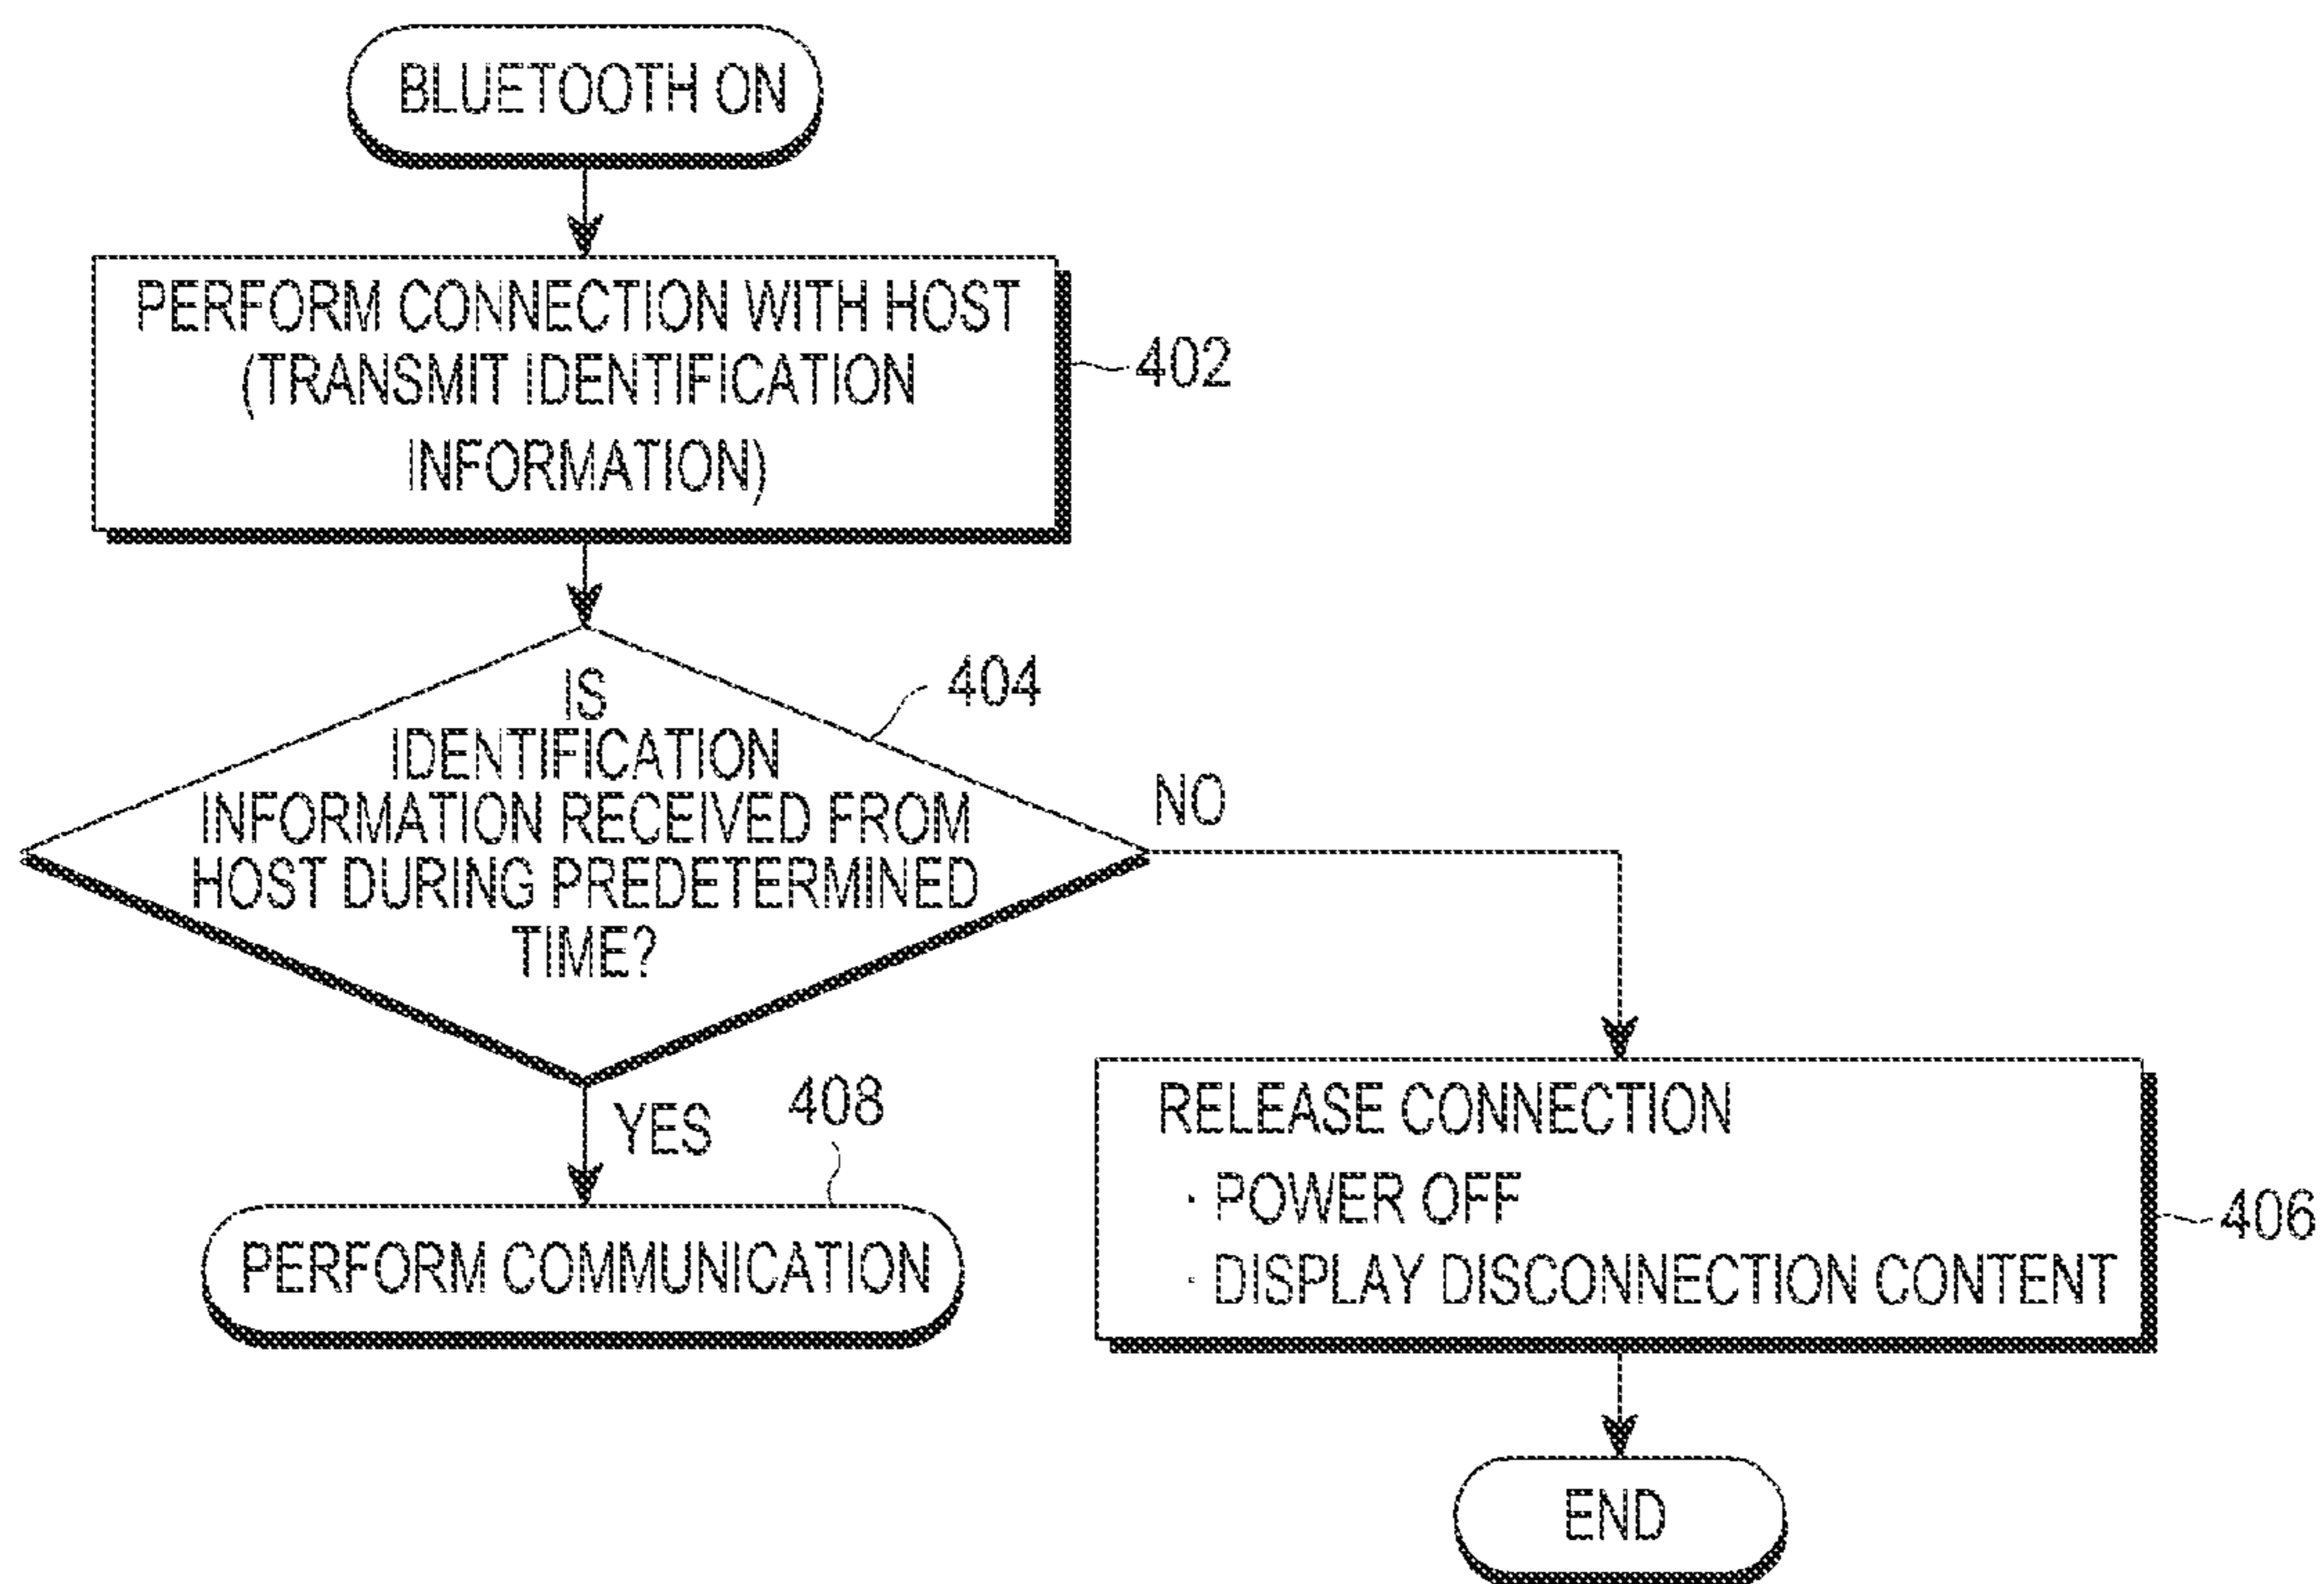 BLUETOOTH ON
PERFORM CONNECTION WITH HOST
(TRANSMIT IDENTIFICATION
INFORMATION)
402
IS
IDENTIFICATION
INFORMATION RECEIVED FROM
HOST DURING PREDETERMINED
TIME?
404
NO
YES
408
PERFORM COMMUNICATION
RELEASE CONNECTION
· POWER OFF
· DISPLAY DISCONNECTION CONTENT
406
END